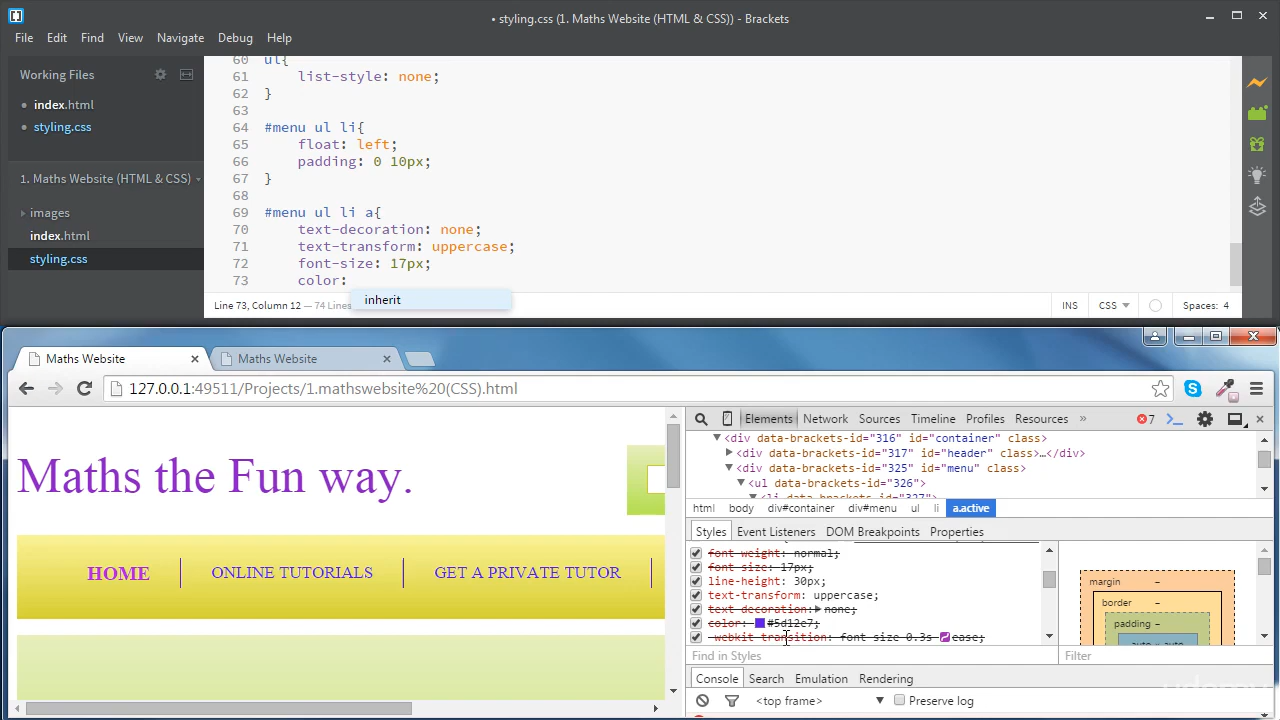 • styling.css (1. Maths Website (HTML & CSS)) - Brackets
File Edit Find View Navigate Debug Help
Working Files
• index.html
• styling.css
1. Maths Website (HTML & CSS)
images
index.html
styling.css
60 ul{
61 list-style: none;
62 }
63
64 #menu ul li{
65 float: left;
66 padding: 0 10px;
67 }
68
69 #menu ul li a{
70 text-decoration: none;
71 text-transform: uppercase;
72 font-size: 17px;
73 color:
inherit
Line 73, Column 12 — 74 Lines INS CSS Spaces: 4
Maths Website Maths Website
127.0.0.1:49511/Projects/1.mathswebsite%20(CSS).html
Maths the Fun way.
HOME ONLINE TUTORIALS GET A PRIVATE TUTOR
Elements Network Sources Timeline Profiles Resources » 7
<div data-brackets-id="316" id="container" class>
<div data-brackets-id="317" id="header" class>…</div>
<div data-brackets-id="325" id="menu" class>
<ul data-brackets-id="326">
<li data-brackets-id="327">
html body div#container div#menu ul li a.active
Styles Event Listeners DOM Breakpoints Properties
font-weight: normal;
font-size: 17px;
line-height: 30px;
text-transform: uppercase;
text-decoration: none;
color: #5d12e7;
-webkit-transition: font-size 0.3s ease;
margin –
border –
padding –
auto × auto
Find in Styles Filter
Console Search Emulation Rendering
<top frame> Preserve log
udemy